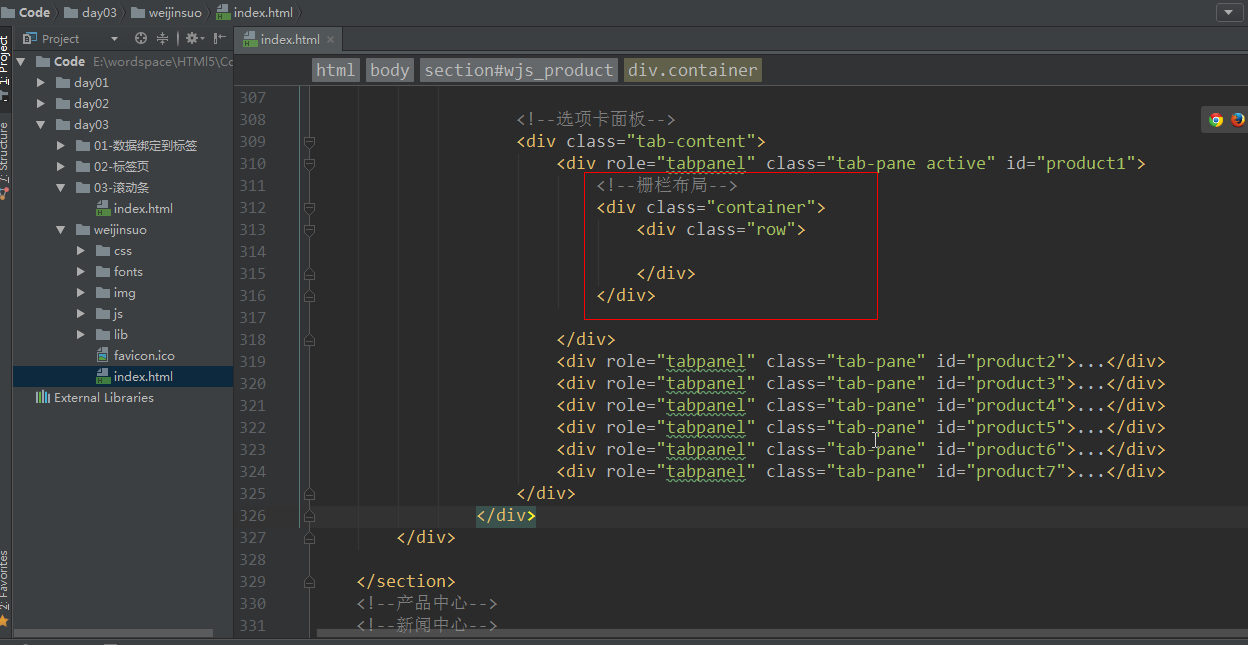 Code day03 weijinsuo index.html
Project
index.html
1: Project
7: Structure
2: Favorites
Code E:\wordspace\HTMl5\Co
day01
day02
day03
01-数据绑定到标签
02-标签页
03-滚动条
index.html
weijinsuo
css
fonts
img
js
lib
favicon.ico
index.html
External Libraries
html body section#wjs_product div.container
307
308 <!--选项卡面板-->
309 <div class="tab-content">
310 <div role="tabpanel" class="tab-pane active" id="product1">
311 <!--栅栏布局-->
312 <div class="container">
313 <div class="row">
314
315 </div>
316 </div>
317
318 </div>
319 <div role="tabpanel" class="tab-pane" id="product2">...</div>
320 <div role="tabpanel" class="tab-pane" id="product3">...</div>
321 <div role="tabpanel" class="tab-pane" id="product4">...</div>
322 <div role="tabpanel" class="tab-pane" id="product5">...</div>
323 <div role="tabpanel" class="tab-pane" id="product6">...</div>
324 <div role="tabpanel" class="tab-pane" id="product7">...</div>
325 </div>
326 </div>
327 </div>
328
329 </section>
330 <!--产品中心-->
331 <!--新闻中心-->